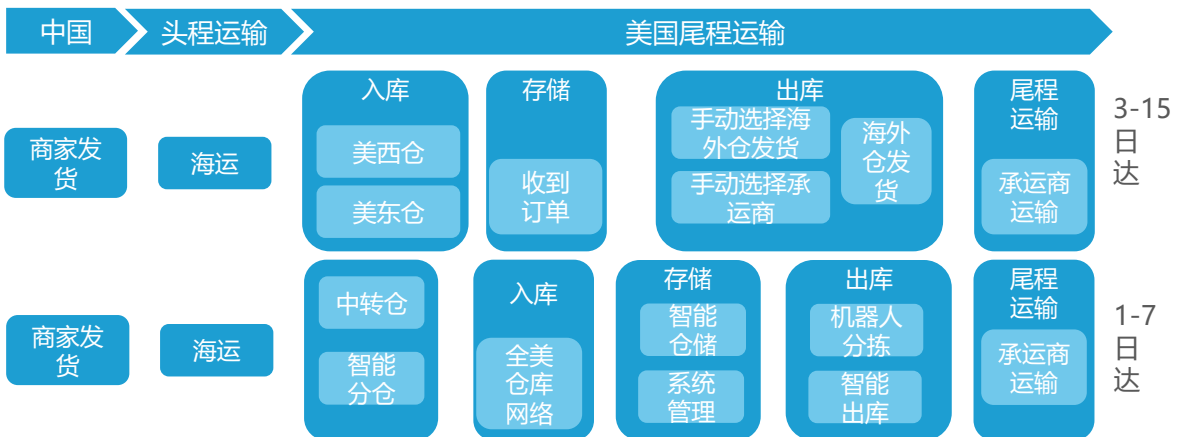 中国
头程运输
美国尾程运输
商家发
货
海运
入库
美西仓
美东仓
存储
收到
订单
出库
手动选择海
外仓发货
手动选择承
运商
海外
仓发
货
尾程
运输
承运商
运输
3-15
日
达
商家发
货
海运
中转仓
智能
分仓
入库
全美
仓库
网络
存储
智能
仓储
系统
管理
出库
机器人
分拣
智能
出库
尾程
运输
承运商
运输
1-7
日
达